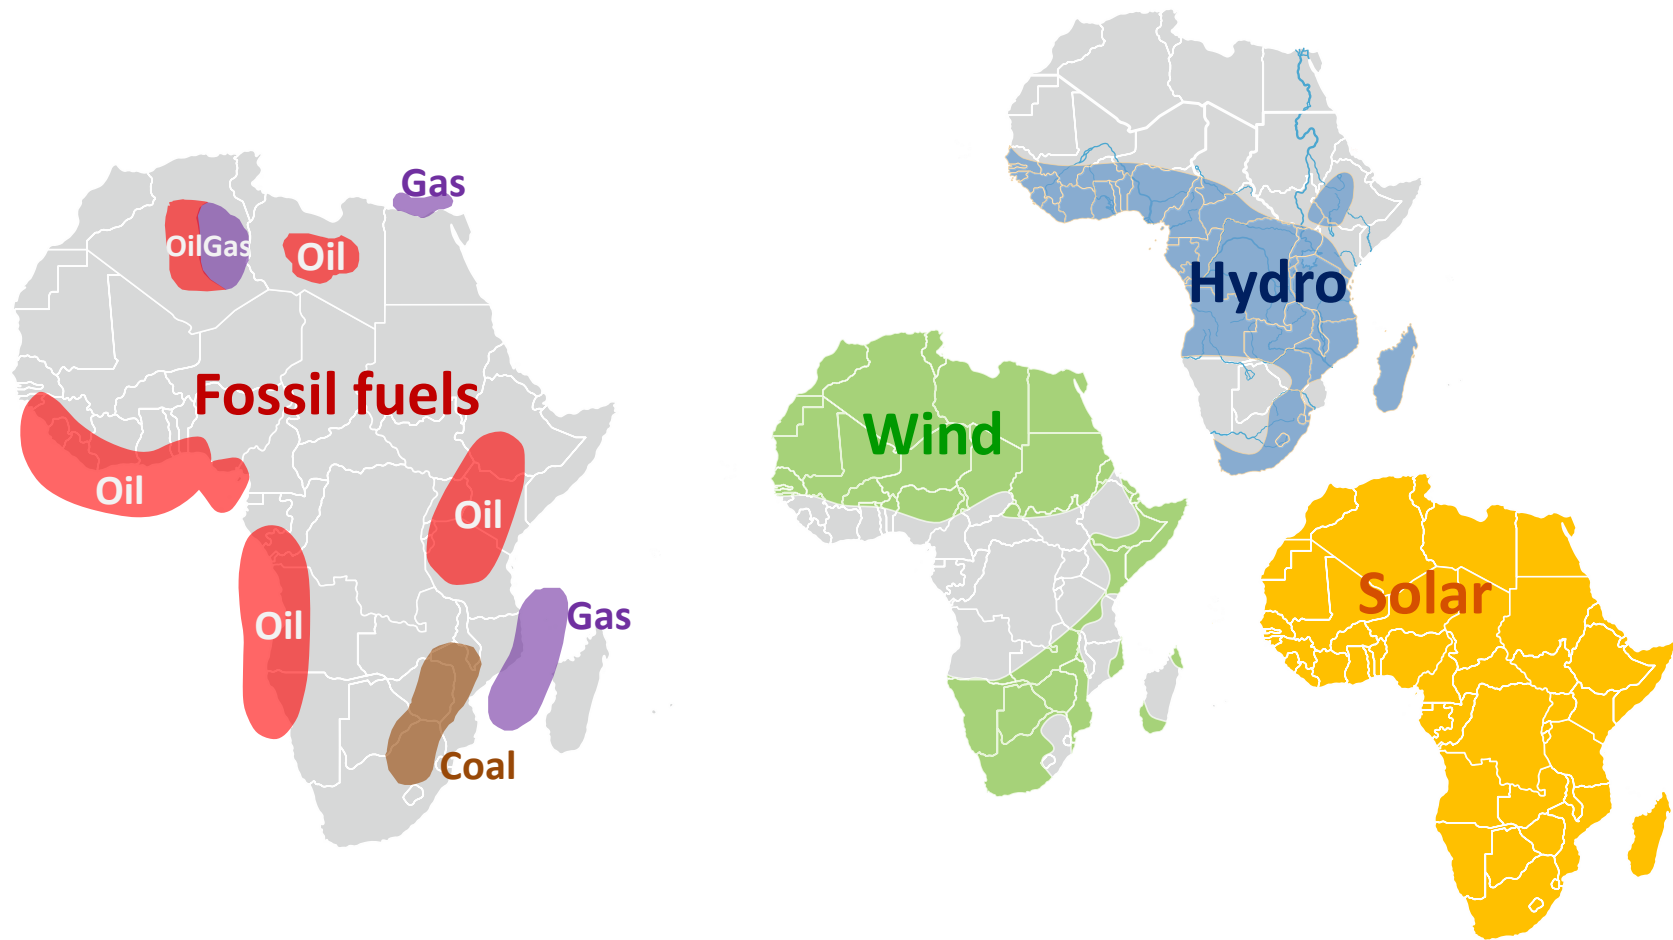 Gas
OilGas
Oil
Fossil fuels
Oil
Oil
Oil
Gas
Coal
Hydro
Wind
Solar